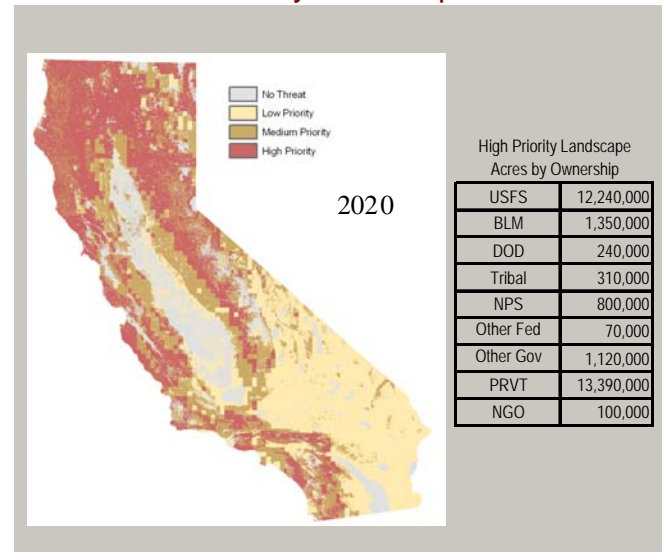 No Threat
Low Priority
Medium Priority
High Priority
2020
High Priority Landscape
Acres by Ownership
USFS 12,240,000
BLM 1,350,000
DOD 240,000
Tribal 310,000
NPS 800,000
Other Fed 70,000
Other Gov 1,120,000
PRVT 13,390,000
NGO 100,000